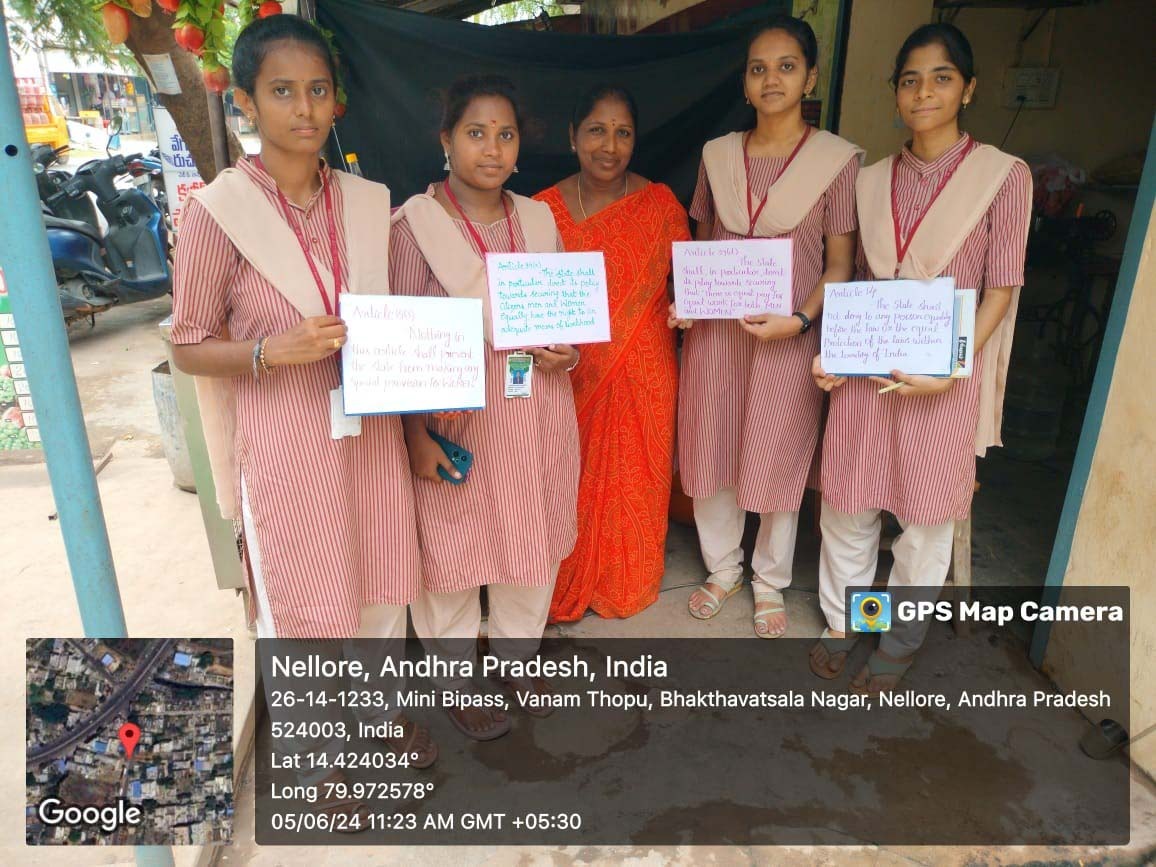 Article 15(3)
Nothing in
this article shall prevent
the state from making any
special provision for WOMEN
Article 39(a)
- The state shall
in particular direct its policy
towards securing that the
citizens men and WOMEN
Equally have the right to an
adequate means of livelihood
Article 39(d)
The state
shall, in particular direct
its policy towards securing
that "There is equal pay for
equal work for both MEN
and WOMEN"
Article 14
The State shall
not deny to any person equality
before the law or the equal
Protection of the laws within
the territory of India
GPS Map Camera
Nellore, Andhra Pradesh, India
26-14-1233, Mini Bipass, Vanam Thopu, Bhakthavatsala Nagar, Nellore, Andhra Pradesh
524003, India
Lat 14.424034°
Long 79.972578°
05/06/24 11:23 AM GMT +05:30
Google